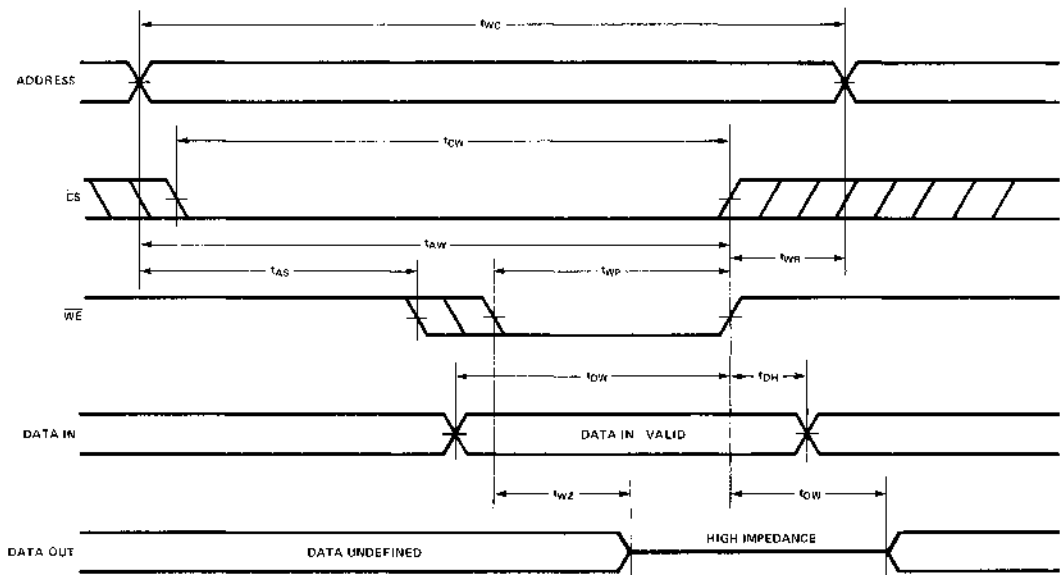 tWC
ADDRESS
tCW
CS
tAW
tAS
tWP
tWR
WE
tDW
tDH
DATA IN
DATA IN VALID
tWZ
tOW
DATA OUT
DATA UNDEFINED
HIGH IMPEDANCE